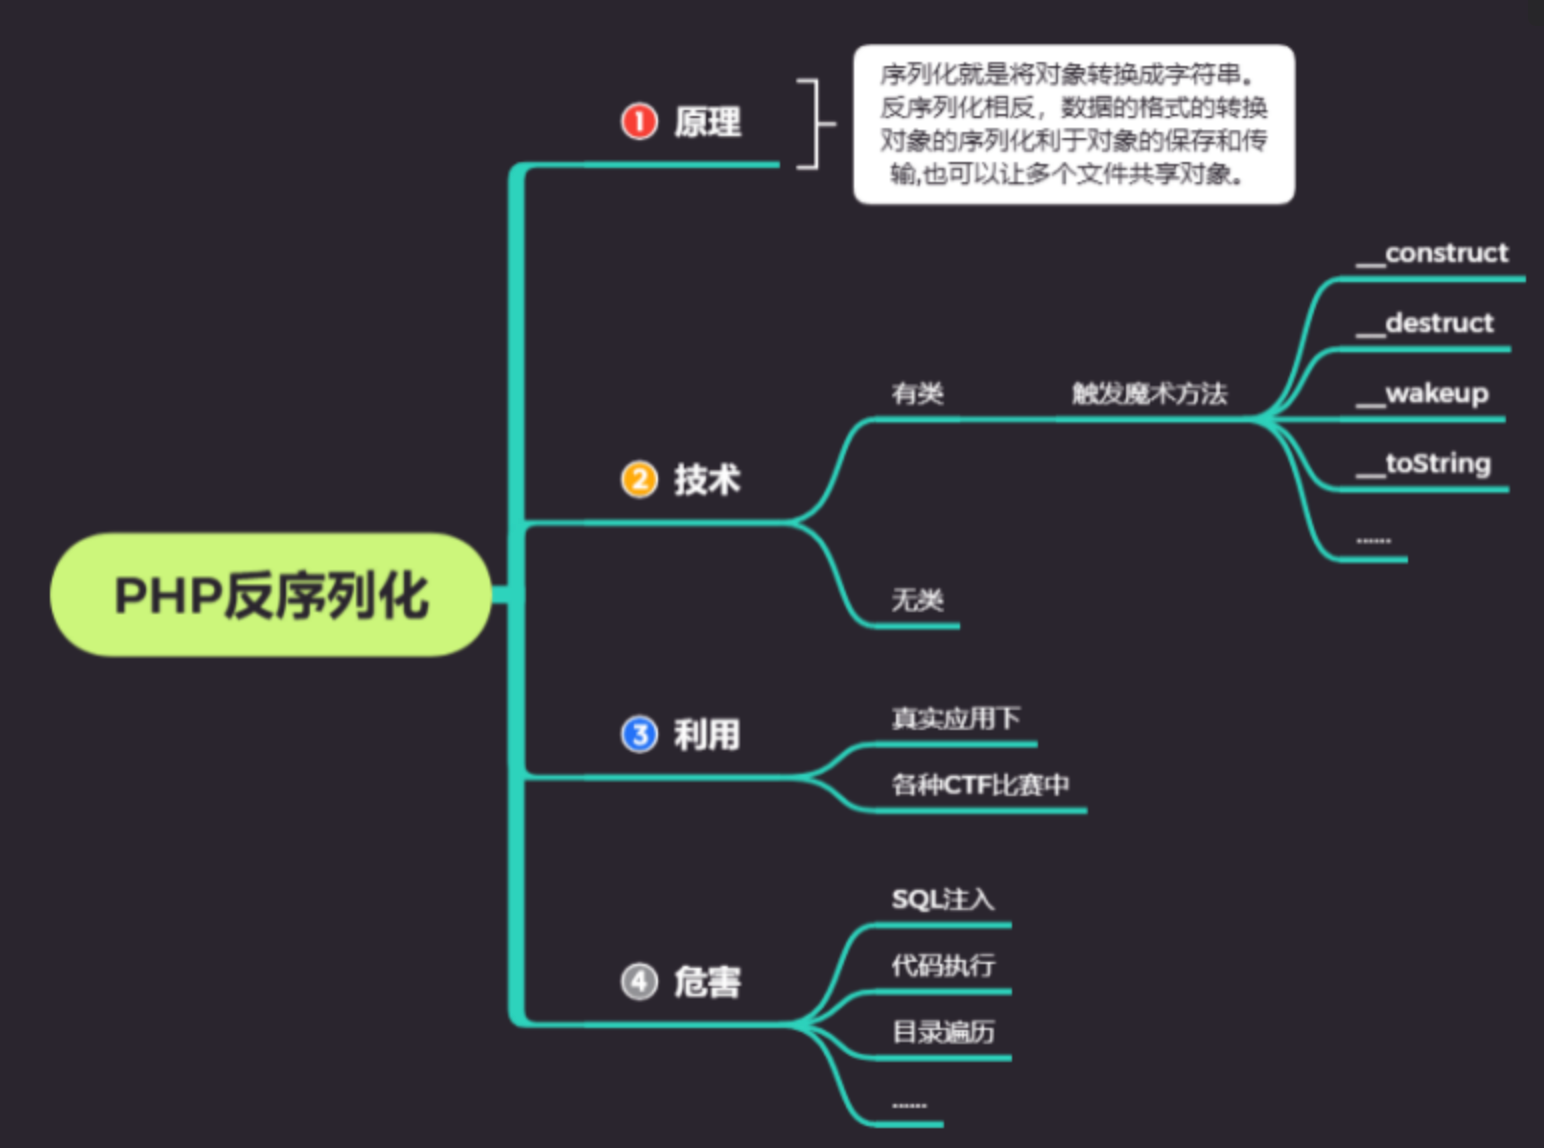 序列化就是将对象转换成字符串。
反序列化相反，数据的格式的转换
对象的序列化利于对象的保存和传
输,也可以让多个文件共享对象。
1 原理
__construct
__destruct
有类
触发魔术方法
__wakeup
__toString
2 技术
......
PHP反序列化
无类
真实应用下
3 利用
各种CTF比赛中
SQL注入
代码执行
4 危害
目录遍历
......